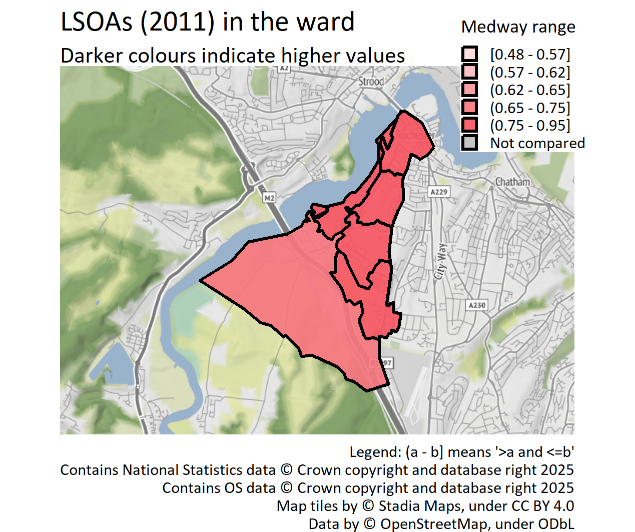 LSOAs (2011) in the ward
Darker colours indicate higher values
Medway range
[0.48 - 0.57]
(0.57 - 0.62]
(0.62 - 0.65]
(0.65 - 0.75]
(0.75 - 0.95]
Not compared
A2
Strood
A229
Chatham
M2
City Way
A230
Legend: (a - b] means '>a and <=b'
Contains National Statistics data © Crown copyright and database right 2025
Contains OS data © Crown copyright and database right 2025
Map tiles by © Stadia Maps, under CC BY 4.0
Data by © OpenStreetMap, under ODbL